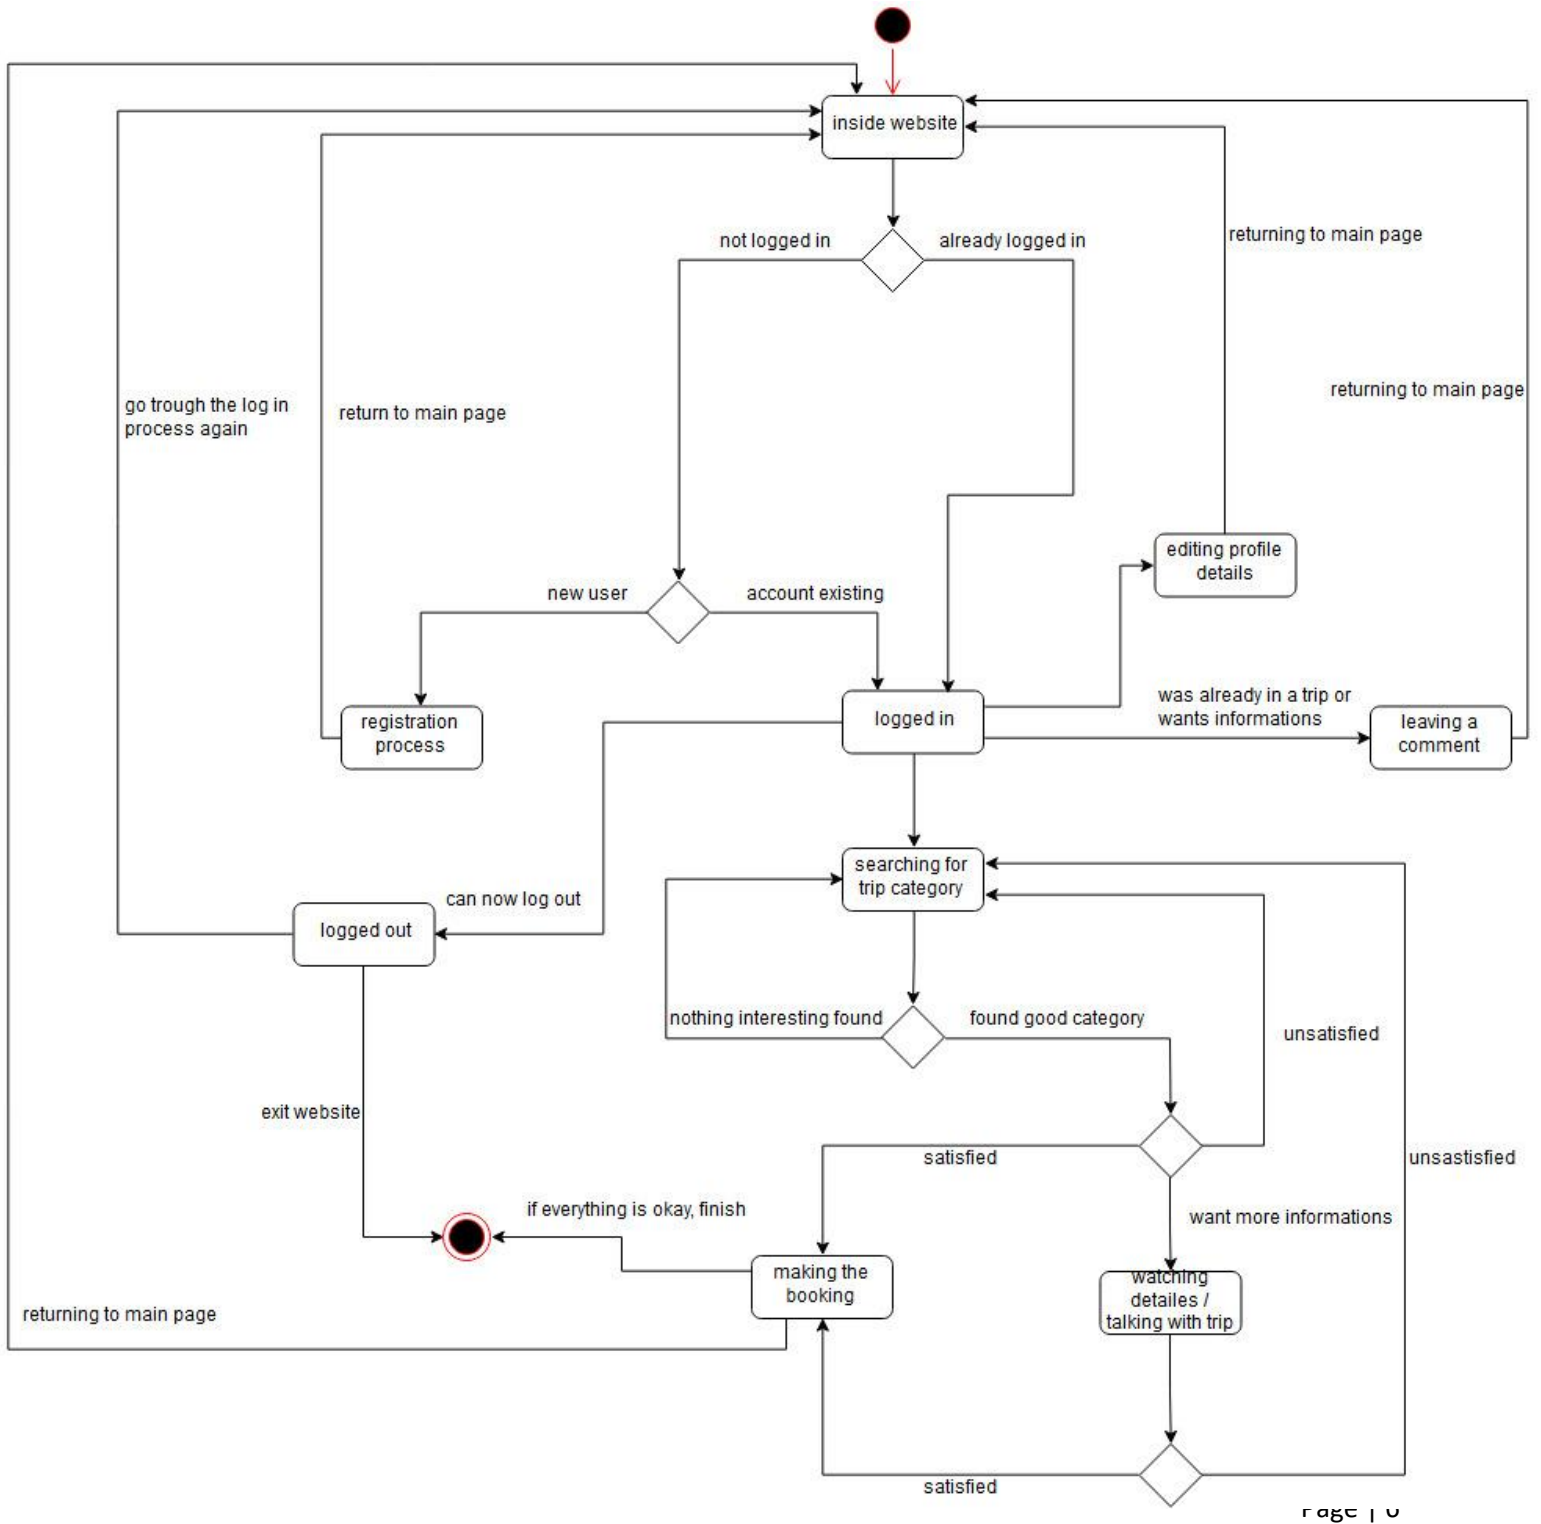 inside website
not logged in
already logged in
returning to main page
returning to main page
go trough the log in
process again
return to main page
editing profile
details
new user
account existing
was already in a trip or
wants informations
registration
process
logged in
leaving a
comment
searching for
trip category
can now log out
logged out
nothing interesting found
found good category
unsatisfied
exit website
satisfied
unsastisfied
if everything is okay, finish
want more informations
making the
booking
watching
detailes /
talking with trip
returning to main page
satisfied
Page |